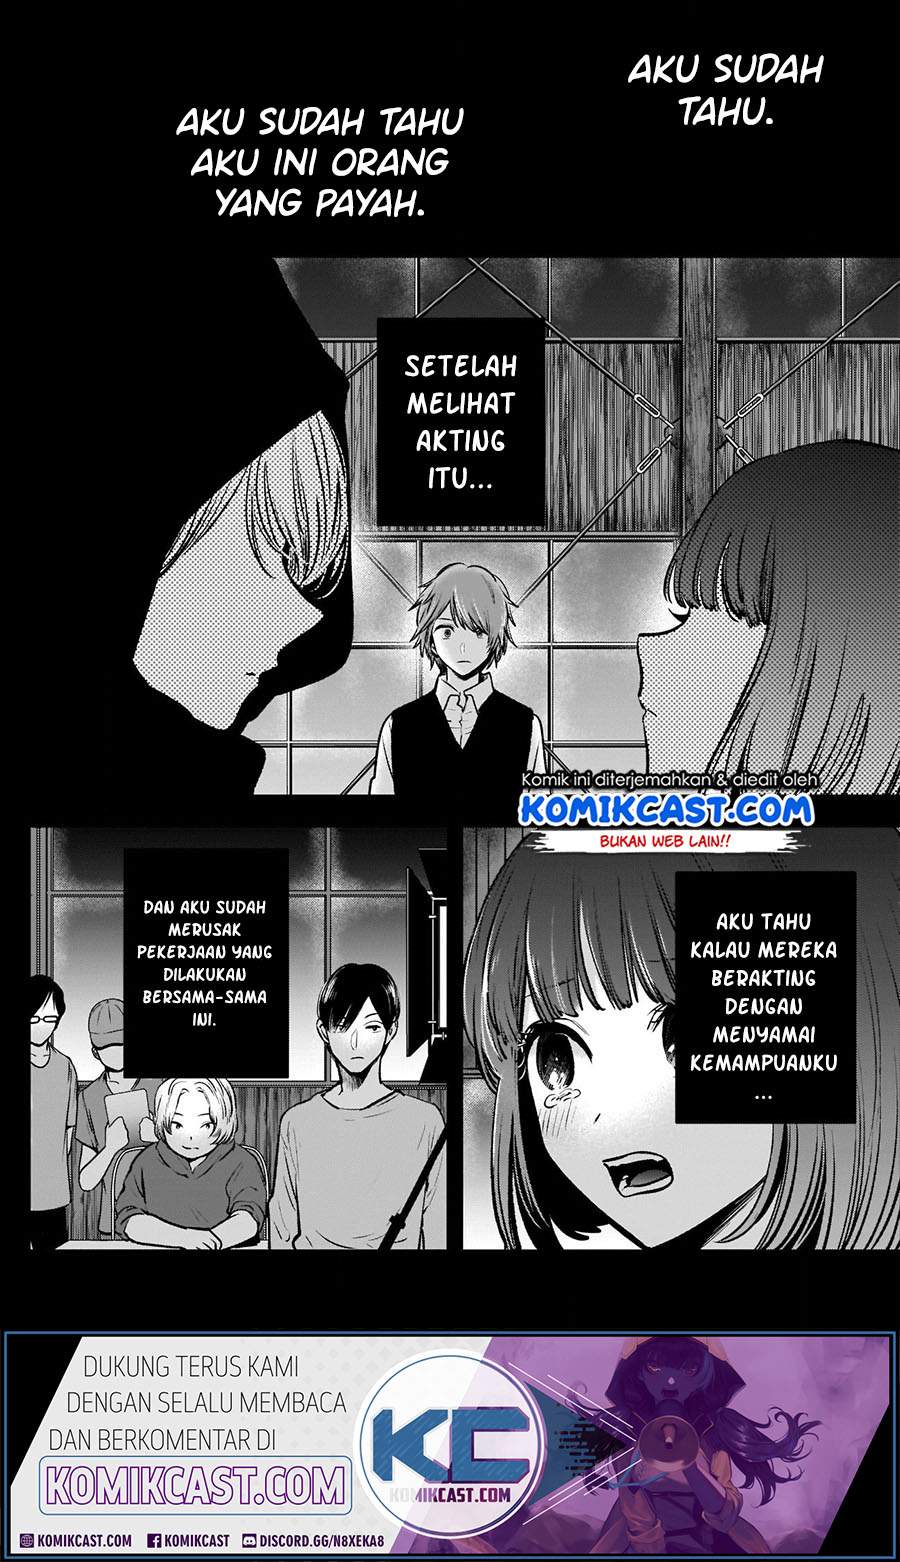 AKU SUDAH
TAHU.
AKU SUDAH TAHU
AKU INI ORANG
YANG PAYAH.
SETELAH
MELIHAT
AKTING
ITU...
Komik ini diterjemahkan & diedit oleh
KOMIKCAST.COM
BUKAN WEB LAIN!!
AKU TAHU
KALAU MEREKA
BERAKTING
DENGAN
MENYAMAI
KEMAMPUANKU
...
DAN AKU SUDAH
MERUSAK
PEKERJAAN YANG
DILAKUKAN
BERSAMA-SAMA
INI.
DUKUNG TERUS KAMI
DENGAN SELALU MEMBACA
DAN BERKOMENTAR DI
KOMIKCAST.COM
KOMIKCAST.COM KOMIKCAST DISCORD.GG/N8XEKA8
KC
KOMIKCAST.COM